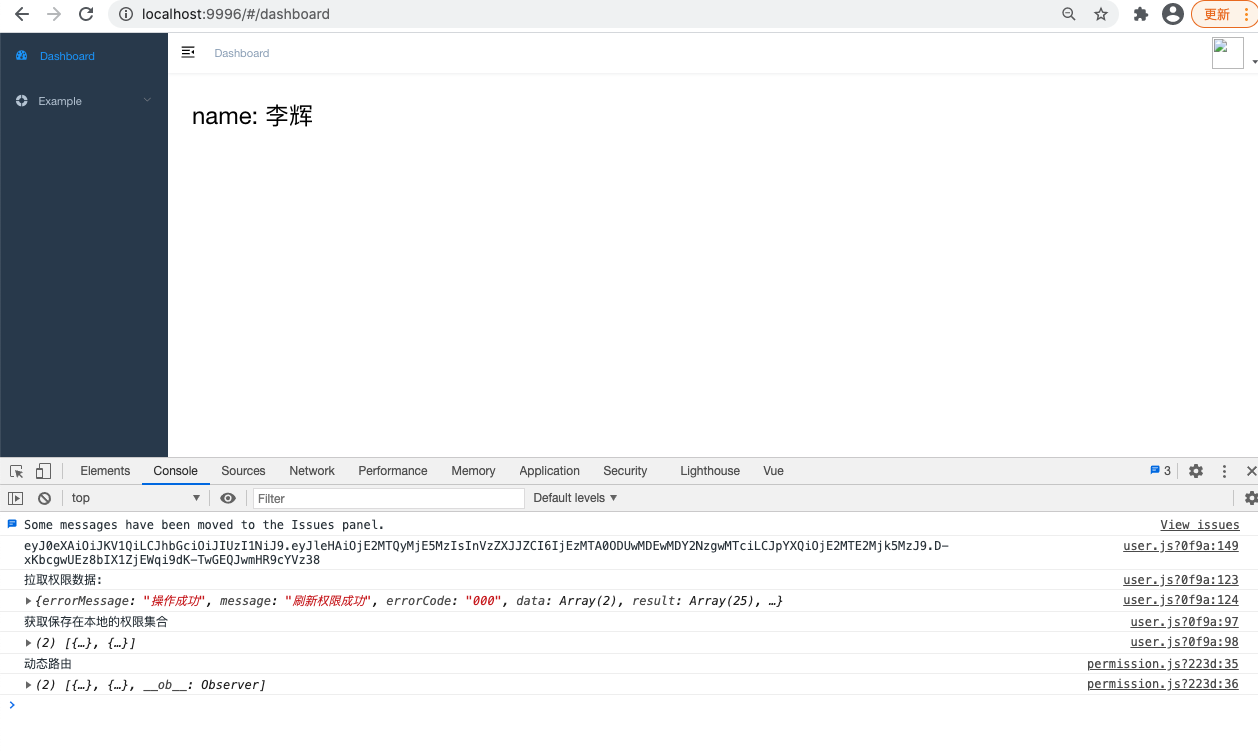 localhost:9996/#/dashboard
更新
Dashboard
Dashboard
Example
name: 李辉
Elements Console Sources Network Performance Memory Application Security Lighthouse Vue 3
top Filter Default levels ▼
Some messages have been moved to the Issues panel. View issues
eyJ0eXAiOiJKV1QiLCJhbGciOiJIUzI1NiJ9.eyJleHAiOjE2MTQyMjE5MzIsInVzZXJJZCI6IjEzMTA0ODUwMDEwMDY2NzgwMTciLCJpYXQiOjE2MTE2Mjk5MzJ9.D- user.js?0f9a:149
xKbcgwUEz8bIX1ZjEWqi9dK-TwGEQJwmHR9cYVz38
拉取权限数据: user.js?0f9a:123
{errorMessage: "操作成功", message: "刷新权限成功", errorCode: "000", data: Array(2), result: Array(25), …} user.js?0f9a:124
获取保存在本地的权限集合 user.js?0f9a:97
(2) [{…}, {…}] user.js?0f9a:98
动态路由 permission.js?223d:35
(2) [{…}, {…}, __ob__: Observer] permission.js?223d:36